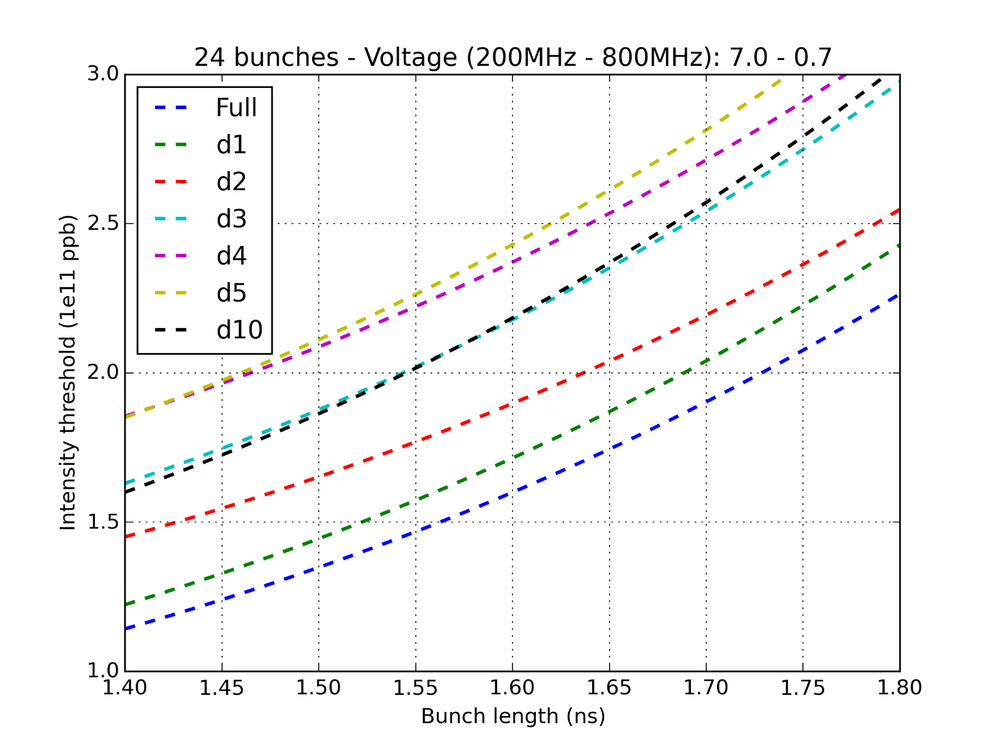 24 bunches - Voltage (200MHz - 800MHz): 7.0 - 0.7
3.0
2.5
2.0
1.5
1.0
Intensity threshold (1e11 ppb)
Full
d1
d2
d3
d4
d5
d10
1.40 1.45 1.50 1.55 1.60 1.65 1.70 1.75 1.80
Bunch length (ns)